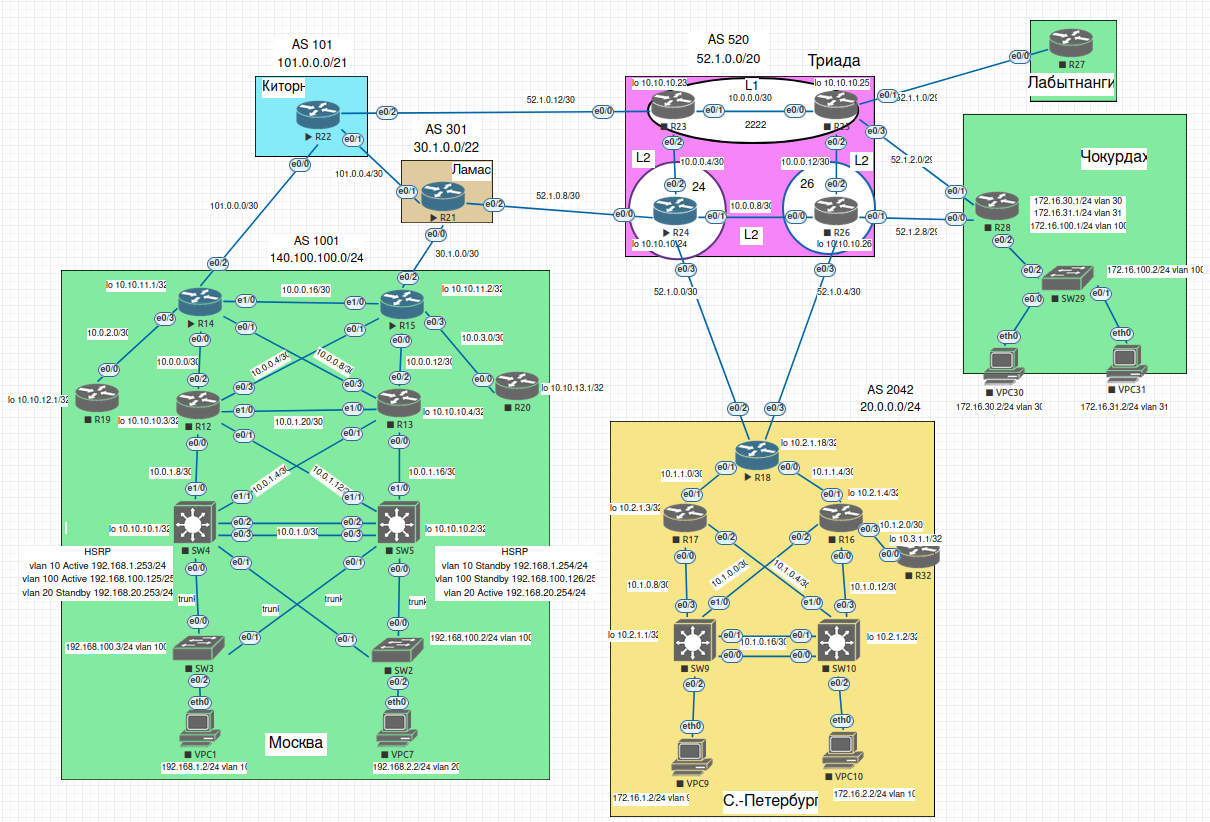 AS 101
101.0.0.0/21
Киторн
R22
e0/2
e0/1
e0/0
52.1.0.12/30
101.0.0.4/30
101.0.0.0/30
AS 301
30.1.0.0/22
Ламас
e0/1
R21
e0/2
e0/0
52.1.0.8/30
30.1.0.0/30
AS 520
52.1.0.0/20
Триада
lo 10.10.10.23
L1
lo 10.10.10.25
10.0.0.0/30
2222
e0/0
R23
e0/1
e0/0
e0/1
e0/3
e0/2
e0/2
L2
10.0.0.4/30
10.0.0.12/30
L2
e0/2
24
26
e0/2
e0/0
R24
e0/1
10.0.0.8/30
e0/0
R26
e0/1
L2
lo 10.10.10.24
lo 10.10.10.26
e0/3
e0/3
52.1.0.0/30
52.1.0.4/30
e0/0
R27
Лабытнанги
52.1.1.0/29
52.1.2.0/29
52.1.2.8/29
Чокурдах
e0/1
e0/0
R28
172.16.30.1/24 vlan 30
172.16.31.1/24 vlan 31
172.16.100.1/24 vlan 100
e0/2
e0/2
172.16.100.2/24 vlan 100
SW29
e0/0
e0/1
eth0
eth0
VPC30
VPC31
172.16.30.2/24 vlan 30
172.16.31.2/24 vlan 31
AS 1001
140.100.100.0/24
lo 10.10.11.1/32
e0/2
e0/2
lo 10.10.11.2/32
e1/0
10.0.0.16/30
e1/0
R14
R15
e0/3
e0/0
e0/1
e0/1
e0/0
e0/3
10.0.2.0/30
10.0.3.0/30
10.0.0.0/30
10.0.0.4/30
10.0.0.8/30
10.0.0.12/30
e0/0
e0/2
e0/3
e0/3
e0/2
e0/0
lo 10.10.12.1/32
R19
lo 10.10.13.1/32
R20
e1/0
10.0.1.20/30
e1/0
lo 10.10.10.3/32
R12
R13
lo 10.10.10.4/32
e0/0
e0/1
e0/1
e0/0
10.0.1.8/30
10.0.1.4/30
10.0.1.12/30
10.0.1.16/30
e1/0
e1/1
e1/1
e1/0
e0/2
e0/2
lo 10.10.10.1/32
e0/3
10.0.1.0/30
e0/3
lo 10.10.10.2/32
SW4
SW5
HSRP
vlan 10 Active 192.168.1.253/24
vlan 100 Active 192.168.100.125/25
vlan 20 Standby 192.168.20.253/24
HSRP
vlan 10 Standby 192.168.1.254/24
vlan 100 Standby 192.168.100.126/25
vlan 20 Active 192.168.20.254/24
e0/0
e0/1
e0/1
e0/0
trunk
trunk
trunk
trunk
e0/0
e0/1
e0/1
e0/0
192.168.100.3/24 vlan 100
SW3
192.168.100.2/24 vlan 100
SW2
e0/2
e0/2
eth0
eth0
VPC1
VPC7
192.168.1.2/24 vlan 10
192.168.2.2/24 vlan 20
Москва
AS 2042
20.0.0.0/24
e0/2
e0/3
lo 10.2.1.18/32
e0/1
R18
e0/0
10.1.1.0/30
10.1.1.4/30
e0/1
e0/1
lo 10.2.1.4/32
lo 10.2.1.3/32
R17
R16
e0/3
10.1.2.0/30
lo 10.3.1.1/32
e0/0
R32
e0/0
e0/2
e0/2
e0/0
10.1.0.8/30
10.1.0.0/30
10.1.0.4/30
10.1.0.12/30
e0/3
e1/0
e1/0
e0/3
lo 10.2.1.1/32
e0/1
10.1.0.16/30
e0/1
lo 10.2.1.2/32
e0/0
e0/0
SW9
SW10
e0/2
e0/2
eth0
eth0
VPC9
VPC10
172.16.1.2/24 vlan 9
172.16.2.2/24 vlan 10
С.-Петербург